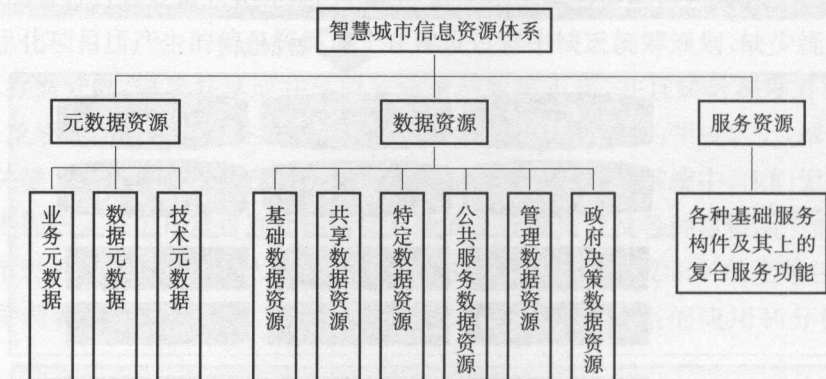 智慧城市信息资源体系
元数据资源
数据资源
服务资源
业务元数据
数据元数据
技术元数据
基础数据资源
共享数据资源
特定数据资源
公共服务数据资源
管理数据资源
政府决策数据资源
各种基础服务
构件及其上的
复合服务功能